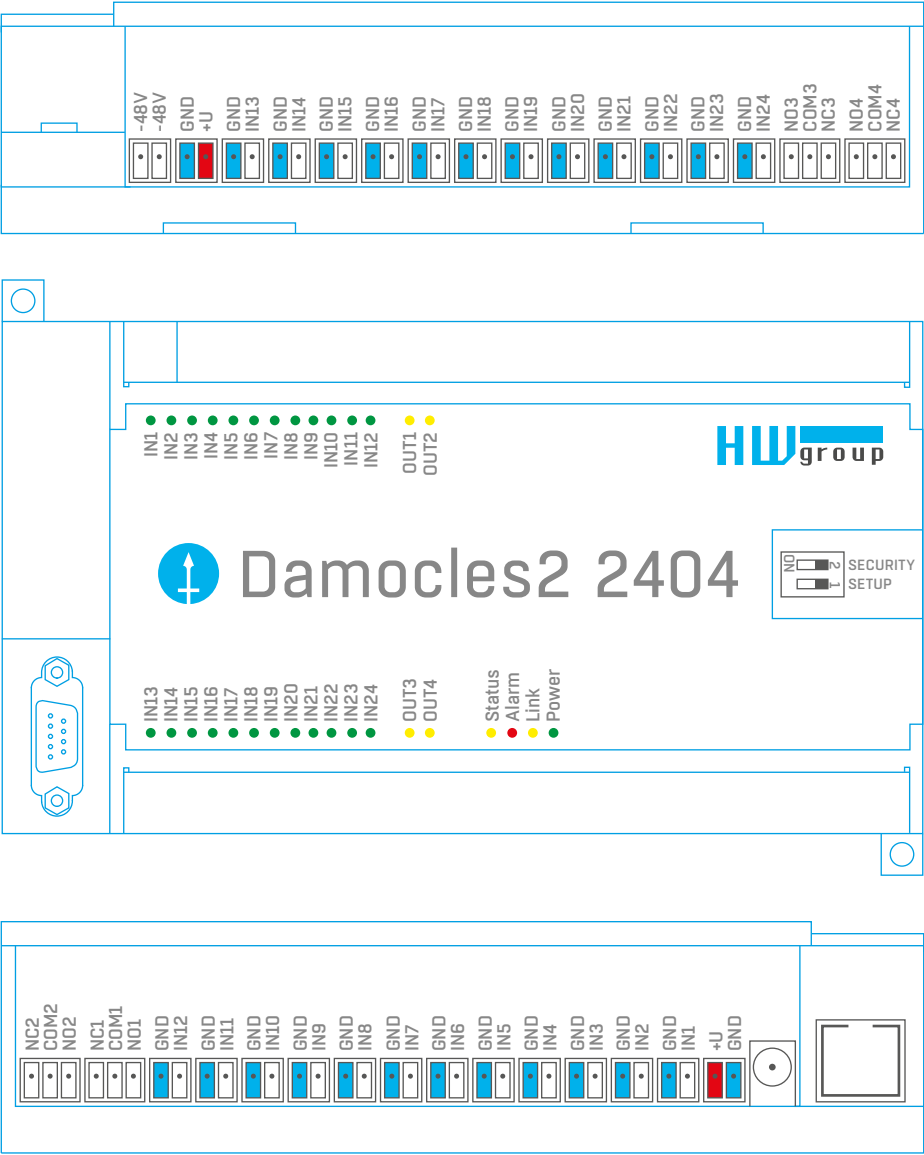 -48V -48V GND +U GND IN13 GND IN14 GND IN15 GND IN16 GND IN17 GND IN18 GND IN19 GND IN20 GND IN21 GND IN22 GND IN23 GND IN24 NO3 COM3 NC3 NO4 COM4 NC4
IN1 IN2 IN3 IN4 IN5 IN6 IN7 IN8 IN9 IN10 IN11 IN12 OUT1 OUT2
HW group
Damocles2 2404
ON 2 SECURITY
1 SETUP
IN13 IN14 IN15 IN16 IN17 IN18 IN19 IN20 IN21 IN22 IN23 IN24 OUT3 OUT4 Status Alarm Link Power
NC2 COM2 NO2 NC1 COM1 NO1 GND IN12 GND IN11 GND IN10 GND IN9 GND IN8 GND IN7 GND IN6 GND IN5 GND IN4 GND IN3 GND IN2 GND IN1 +U GND